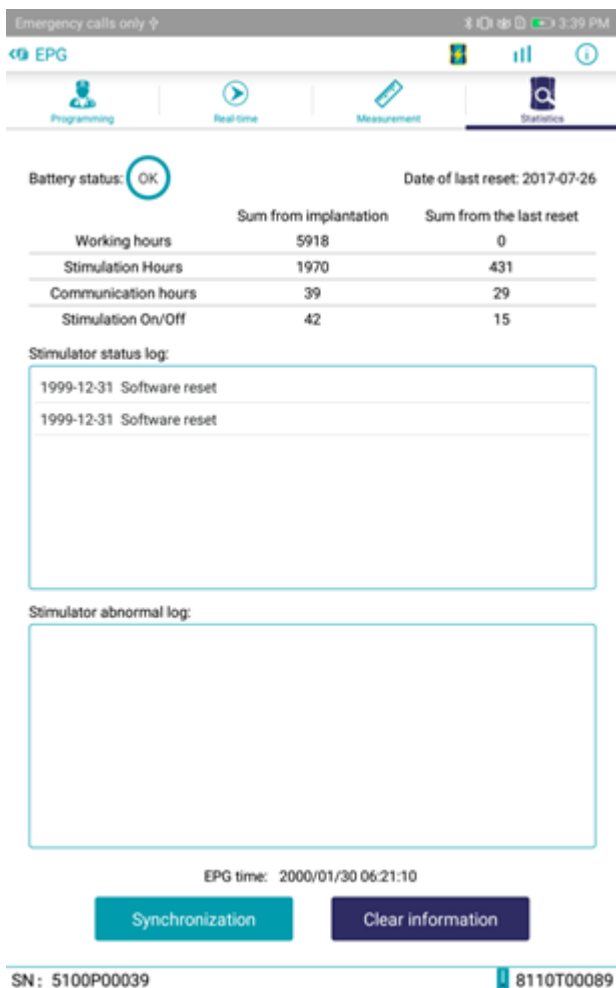 Emergency calls only 3:39 PM
EPG
Programming Real-time Measurement Statistics
Battery status: OK Date of last reset: 2017-07-26
Sum from implantation Sum from the last reset
Working hours 5918 0
Stimulation Hours 1970 431
Communication hours 39 29
Stimulation On/Off 42 15
Stimulator status log:
1999-12-31 Software reset
1999-12-31 Software reset
Stimulator abnormal log:
EPG time: 2000/01/30 06:21:10
Synchronization Clear information
SN: 5100P00039 8110T00089